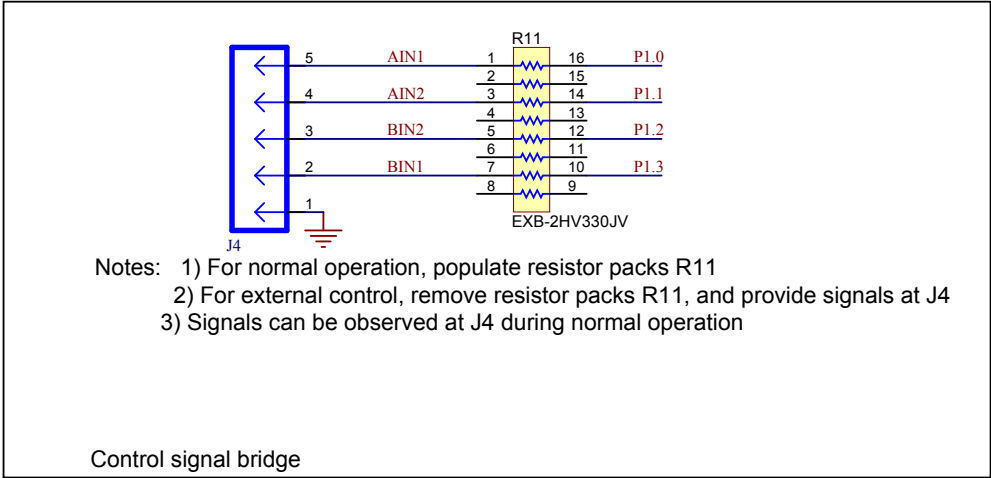 R11
5 AIN1 1 16 P1.0
2 15
4 AIN2 3 14 P1.1
4 13
3 BIN2 5 12 P1.2
6 11
2 BIN1 7 10 P1.3
8 9
1
EXB-2HV330JV
J4
Notes: 1) For normal operation, populate resistor packs R11
2) For external control, remove resistor packs R11, and provide signals at J4
3) Signals can be observed at J4 during normal operation
Control signal bridge